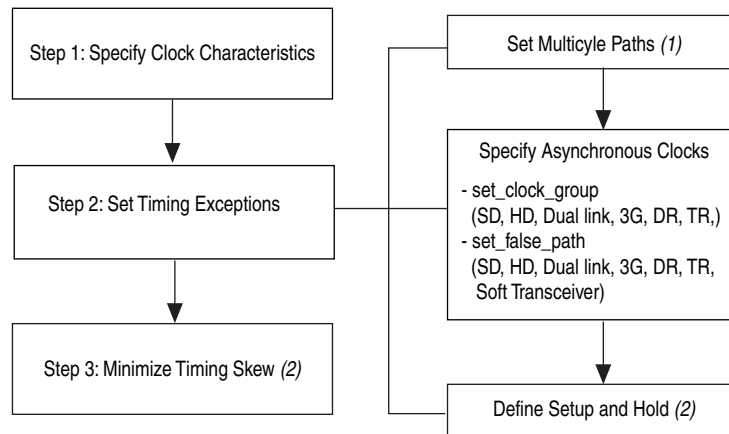 Step 1: Specify Clock Characteristics
Step 2: Set Timing Exceptions
Step 3: Minimize Timing Skew (2)
Set Multicyle Paths (1)
Specify Asynchronous Clocks
- set_clock_group
(SD, HD, Dual link, 3G, DR, TR,)
- set_false_path
(SD, HD, Dual link, 3G, DR, TR,
Soft Transceiver)
Define Setup and Hold (2)